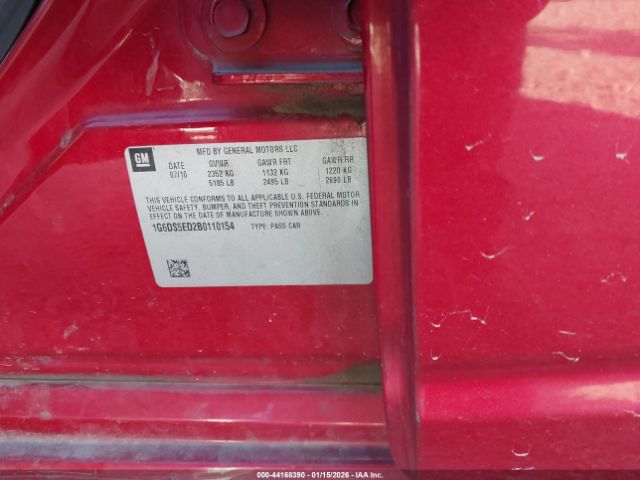 GM
MFD BY GENERAL MOTORS LLC
DATE GVWR GAWR FRT GAWR RR
07/10 2352 KG 1132 KG 1220 KG
5185 LB 2495 LB 2690 LB
THIS VEHICLE CONFORMS TO ALL APPLICABLE U.S. FEDERAL MOTOR
VEHICLE SAFETY, BUMPER, AND THEFT PREVENTION STANDARDS
IN EFFECT ON THE DATE OF MANUFACTURE SHOWN ABOVE.
1G6DS5ED2B0110154 TYPE: PASS CAR
000-44168390 - 01/15/2026 - IAA Inc.